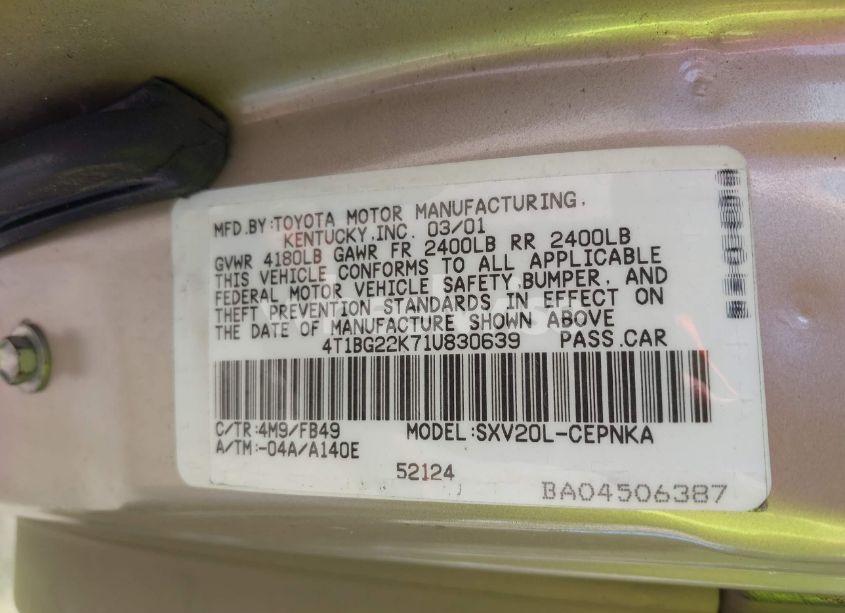 MFD.BY:TOYOTA MOTOR MANUFACTURING,
KENTUCKY,INC. 03/01
GVWR 4180LB GAWR FR 2400LB RR 2400LB
THIS VEHICLE CONFORMS TO ALL APPLICABLE
FEDERAL MOTOR VEHICLE SAFETY,BUMPER, AND
THEFT PREVENTION STANDARDS IN EFFECT ON
THE DATE OF MANUFACTURE SHOWN ABOVE
4T1BG22K71U830639 PASS.CAR
C/TR:4M9/FB49 MODEL:SXV20L-CEPNKA
A/TM:-04A/A140E
52124
BA04506387